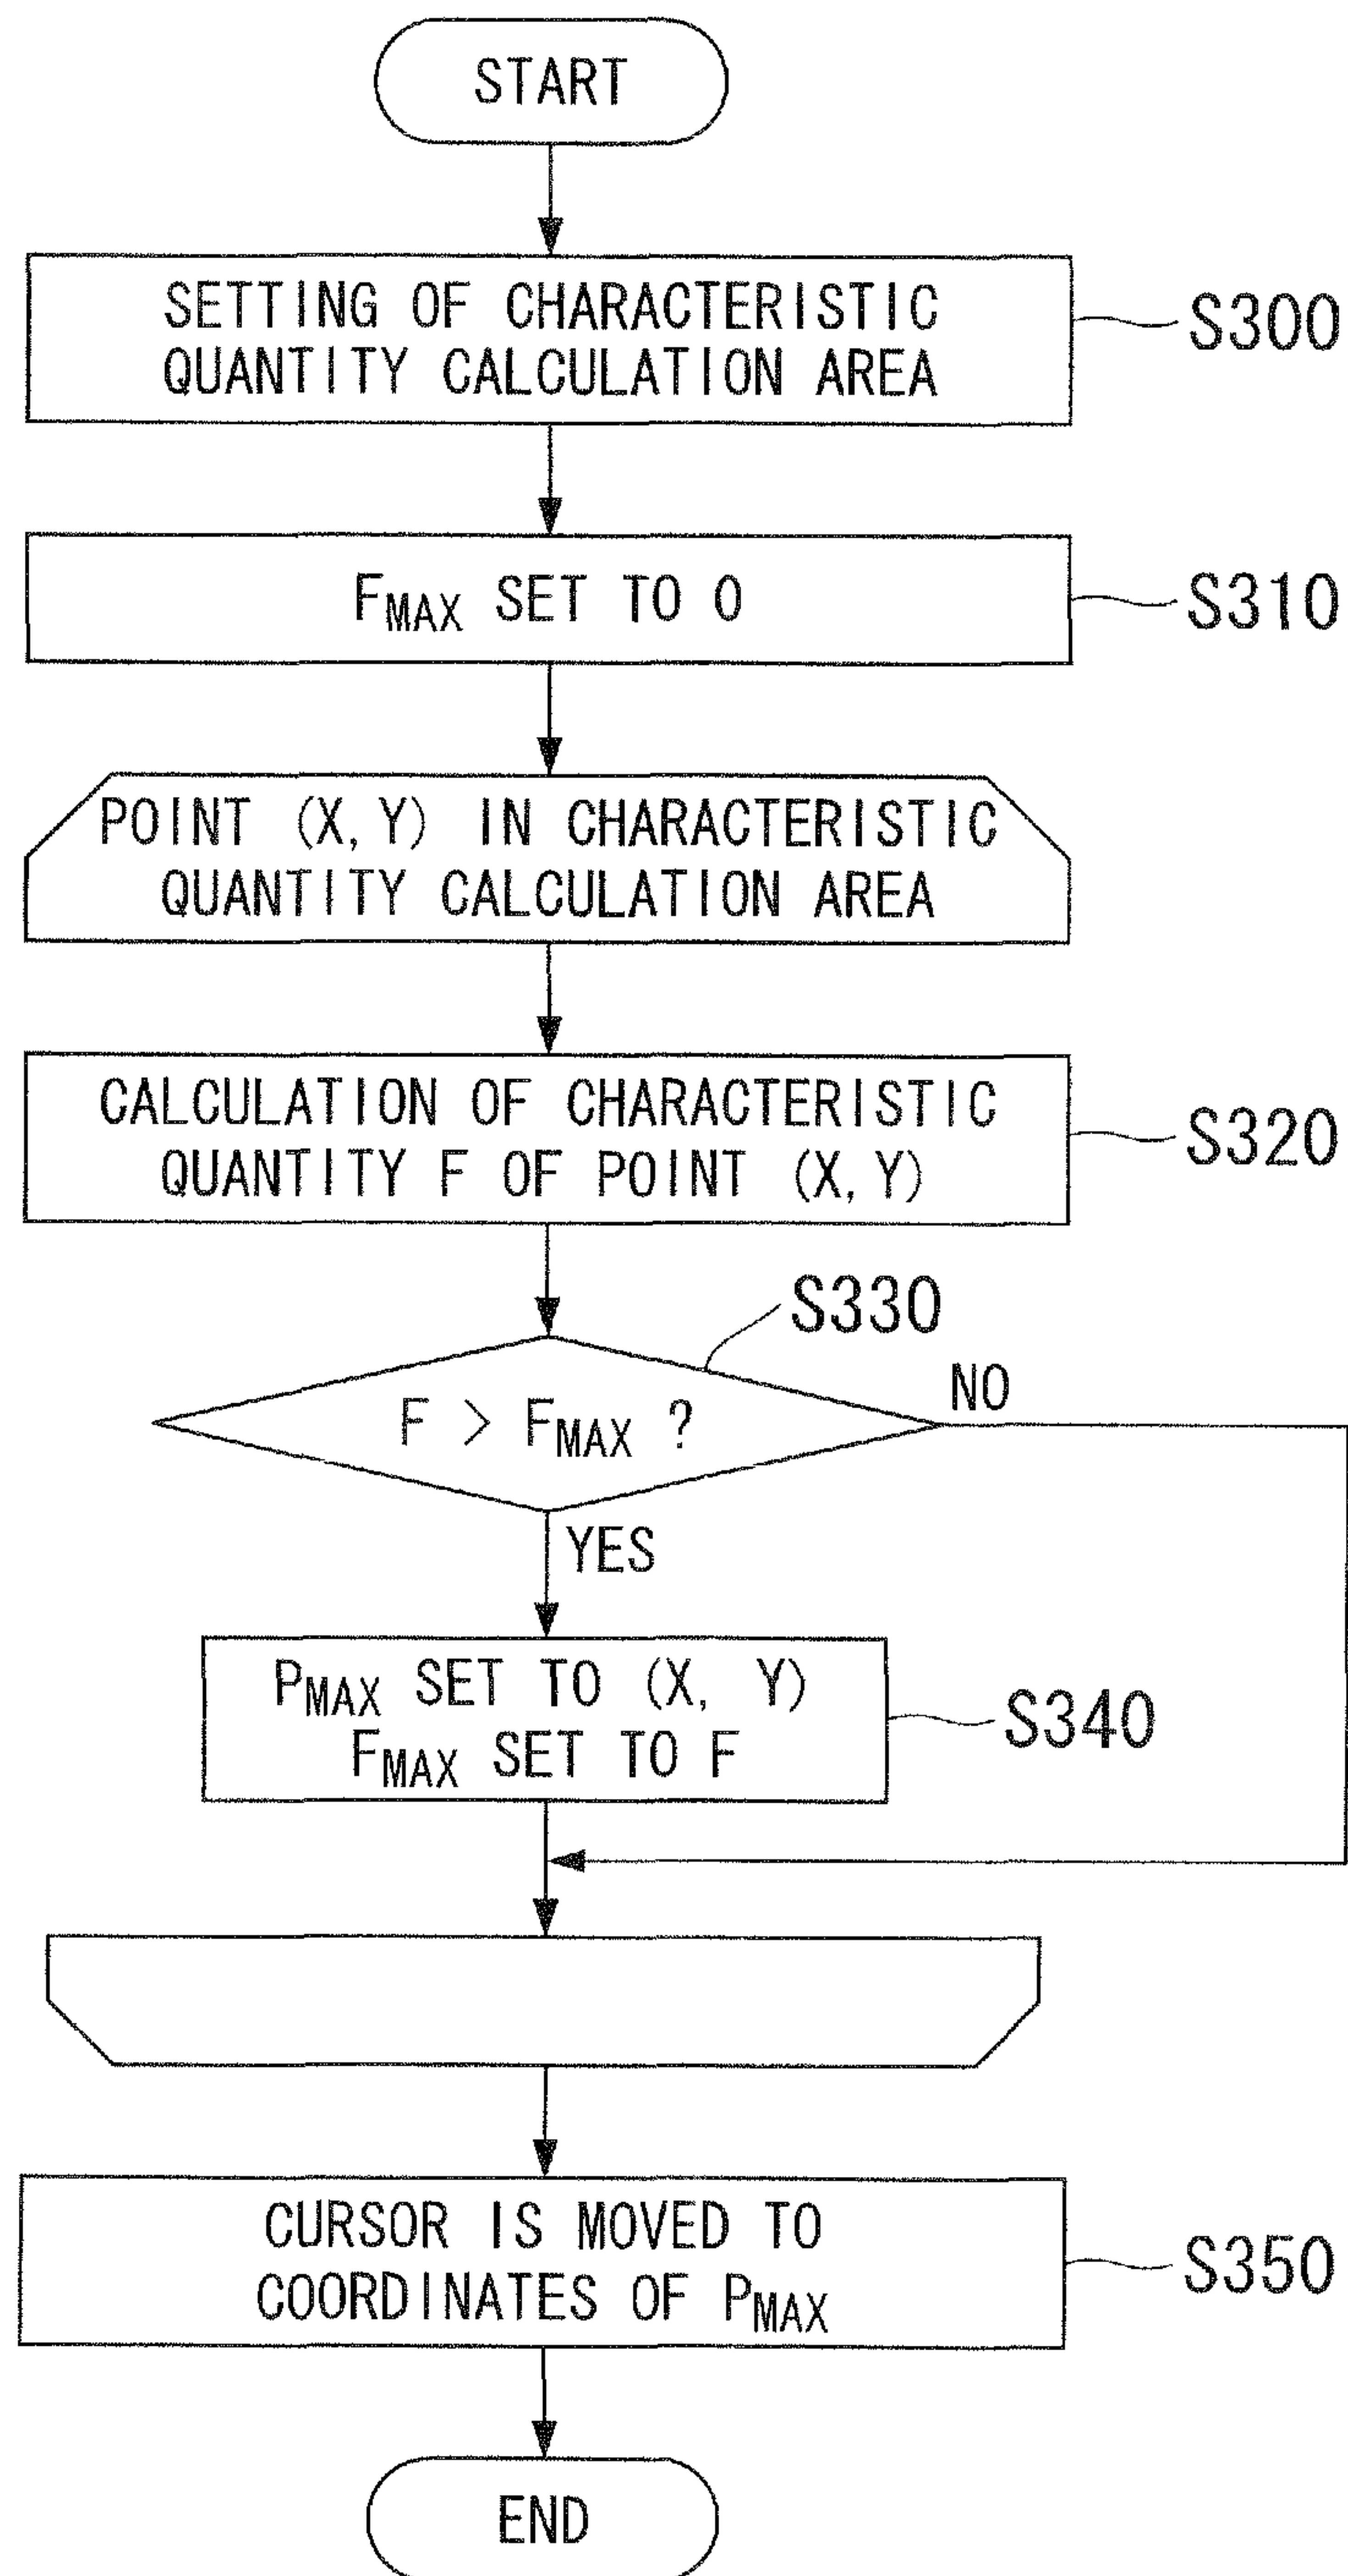 START
SETTING OF CHARACTERISTIC
QUANTITY CALCULATION AREA
S300
FMAX SET TO 0
S310
POINT (X, Y) IN CHARACTERISTIC
QUANTITY CALCULATION AREA
CALCULATION OF CHARACTERISTIC
QUANTITY F OF POINT (X, Y)
S320
S330
F > FMAX ?
NO
YES
PMAX SET TO (X, Y)
FMAX SET TO F
S340
CURSOR IS MOVED TO
COORDINATES OF PMAX
S350
END